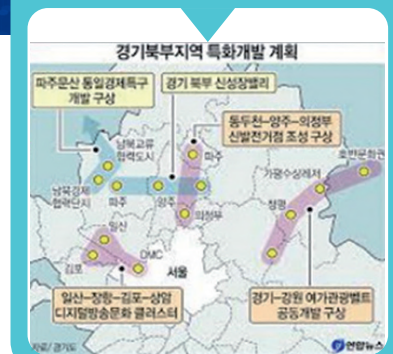 경기북부지역 특화개발 계획
파주문산 통일경제특구
개발 구상
경기 북부 신성장밸리
동두천-양주-의정부
신발전거점 조성 구상
남북교류
협력도시
파주
호반문화권
가평수상레저
남북경제
협력단지
파주
양주
의정부
청평
일산
김포
DMC
서울
일산-장항-김포-상암
디지털방송문화 클러스터
경기-강원 여가관광벨트
공동개발 구상
자료/ 경기도
연합뉴스